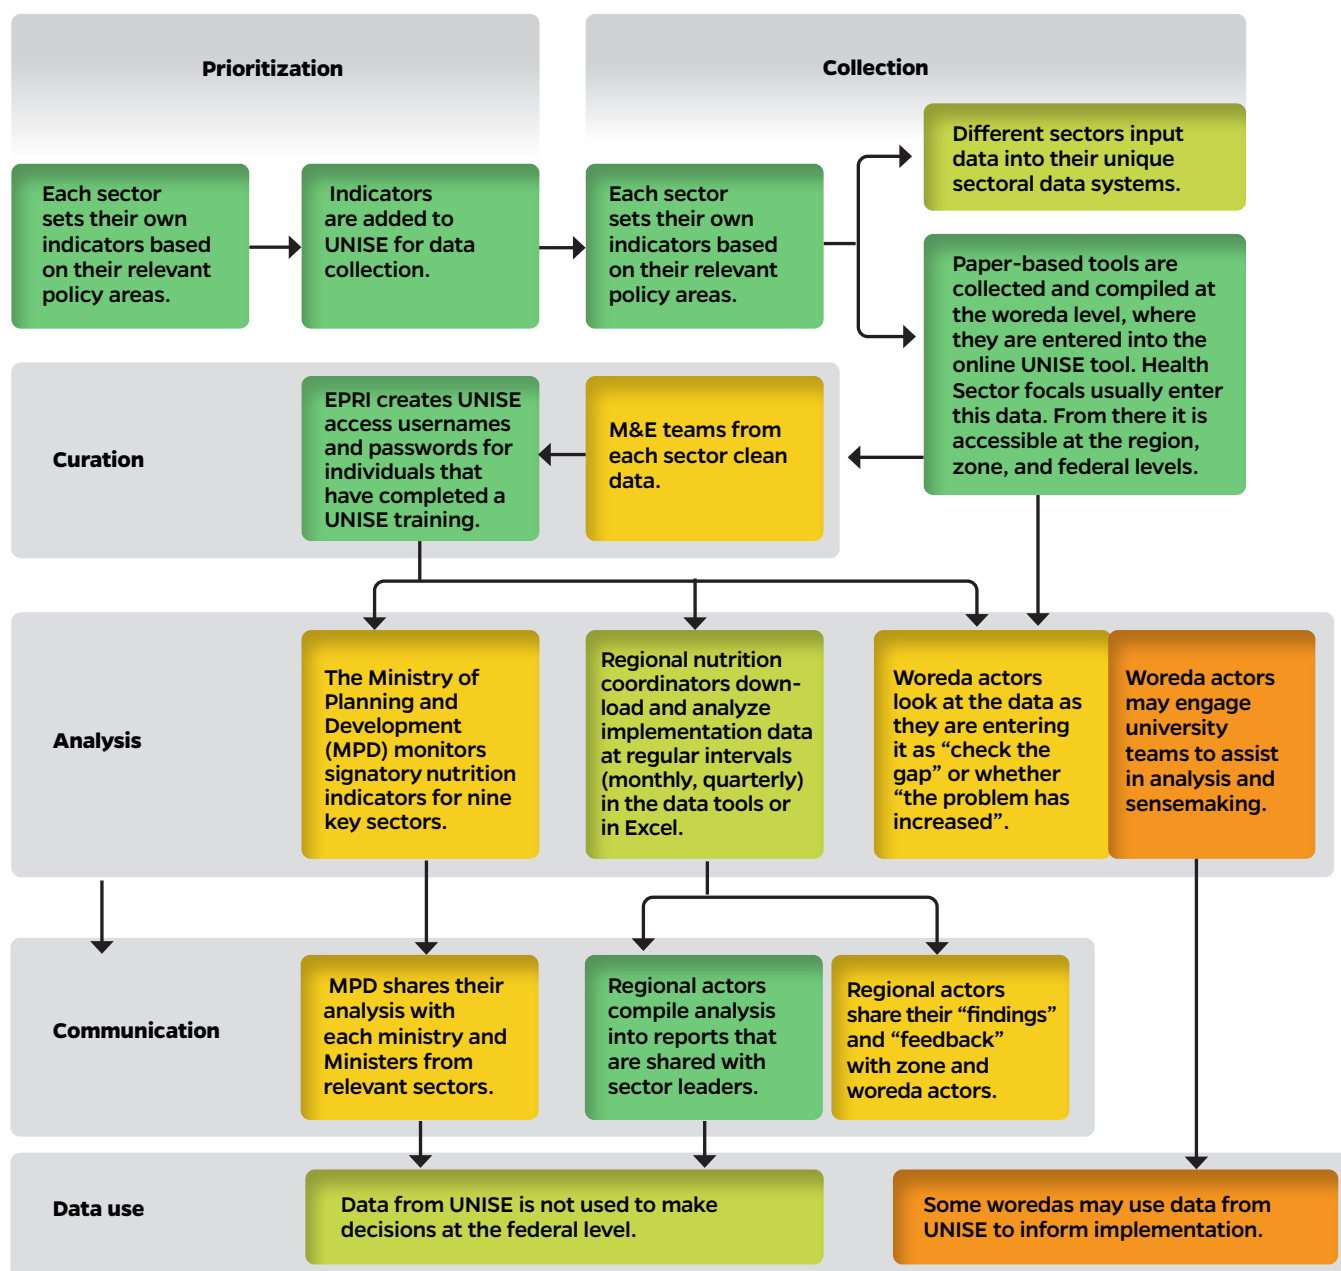 Prioritization
Collection
Each sector
sets their own
indicators based
on their relevant
policy areas.
Indicators
are added to
UNISE for data
collection.
Each sector
sets their own
indicators based
on their relevant
policy areas.
Different sectors input
data into their unique
sectoral data systems.
Paper-based tools are
collected and compiled at
the woreda level, where
they are entered into the
online UNISE tool. Health
Sector focals usually enter
this data. From there it is
accessible at the region,
zone, and federal levels.
Curation
EPRI creates UNISE
access usernames
and passwords for
individuals that
have completed a
UNISE training.
M&E teams from
each sector clean
data.
Analysis
The Ministry of
Planning and
Development
(MPD) monitors
signatory nutrition
indicators for nine
key sectors.
Regional nutrition
coordinators down-
load and analyze
implementation data
at regular intervals
(monthly, quarterly)
in the data tools or
in Excel.
Woreda actors
look at the data as
they are entering
it as “check the
gap” or whether
“the problem has
increased”.
Woreda actors
may engage
university
teams to assist
in analysis and
sensemaking.
Communication
MPD shares their
analysis with
each ministry and
Ministers from
relevant sectors.
Regional actors
compile analysis
into reports that
are shared with
sector leaders.
Regional actors
share their “findings”
and “feedback”
with zone and
woreda actors.
Data use
Data from UNISE is not used to make
decisions at the federal level.
Some woredas may use data from
UNISE to inform implementation.